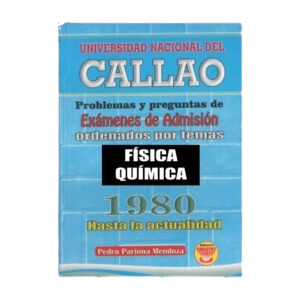 UNIVERSIDAD NACIONAL DEL
CALLAO
Problemas y preguntas de
Exámenes de Admisión
ordenados por temas
FÍSICA
QUÍMICA
1980
Hasta la actualidad
Pedro Pariona Mendoza